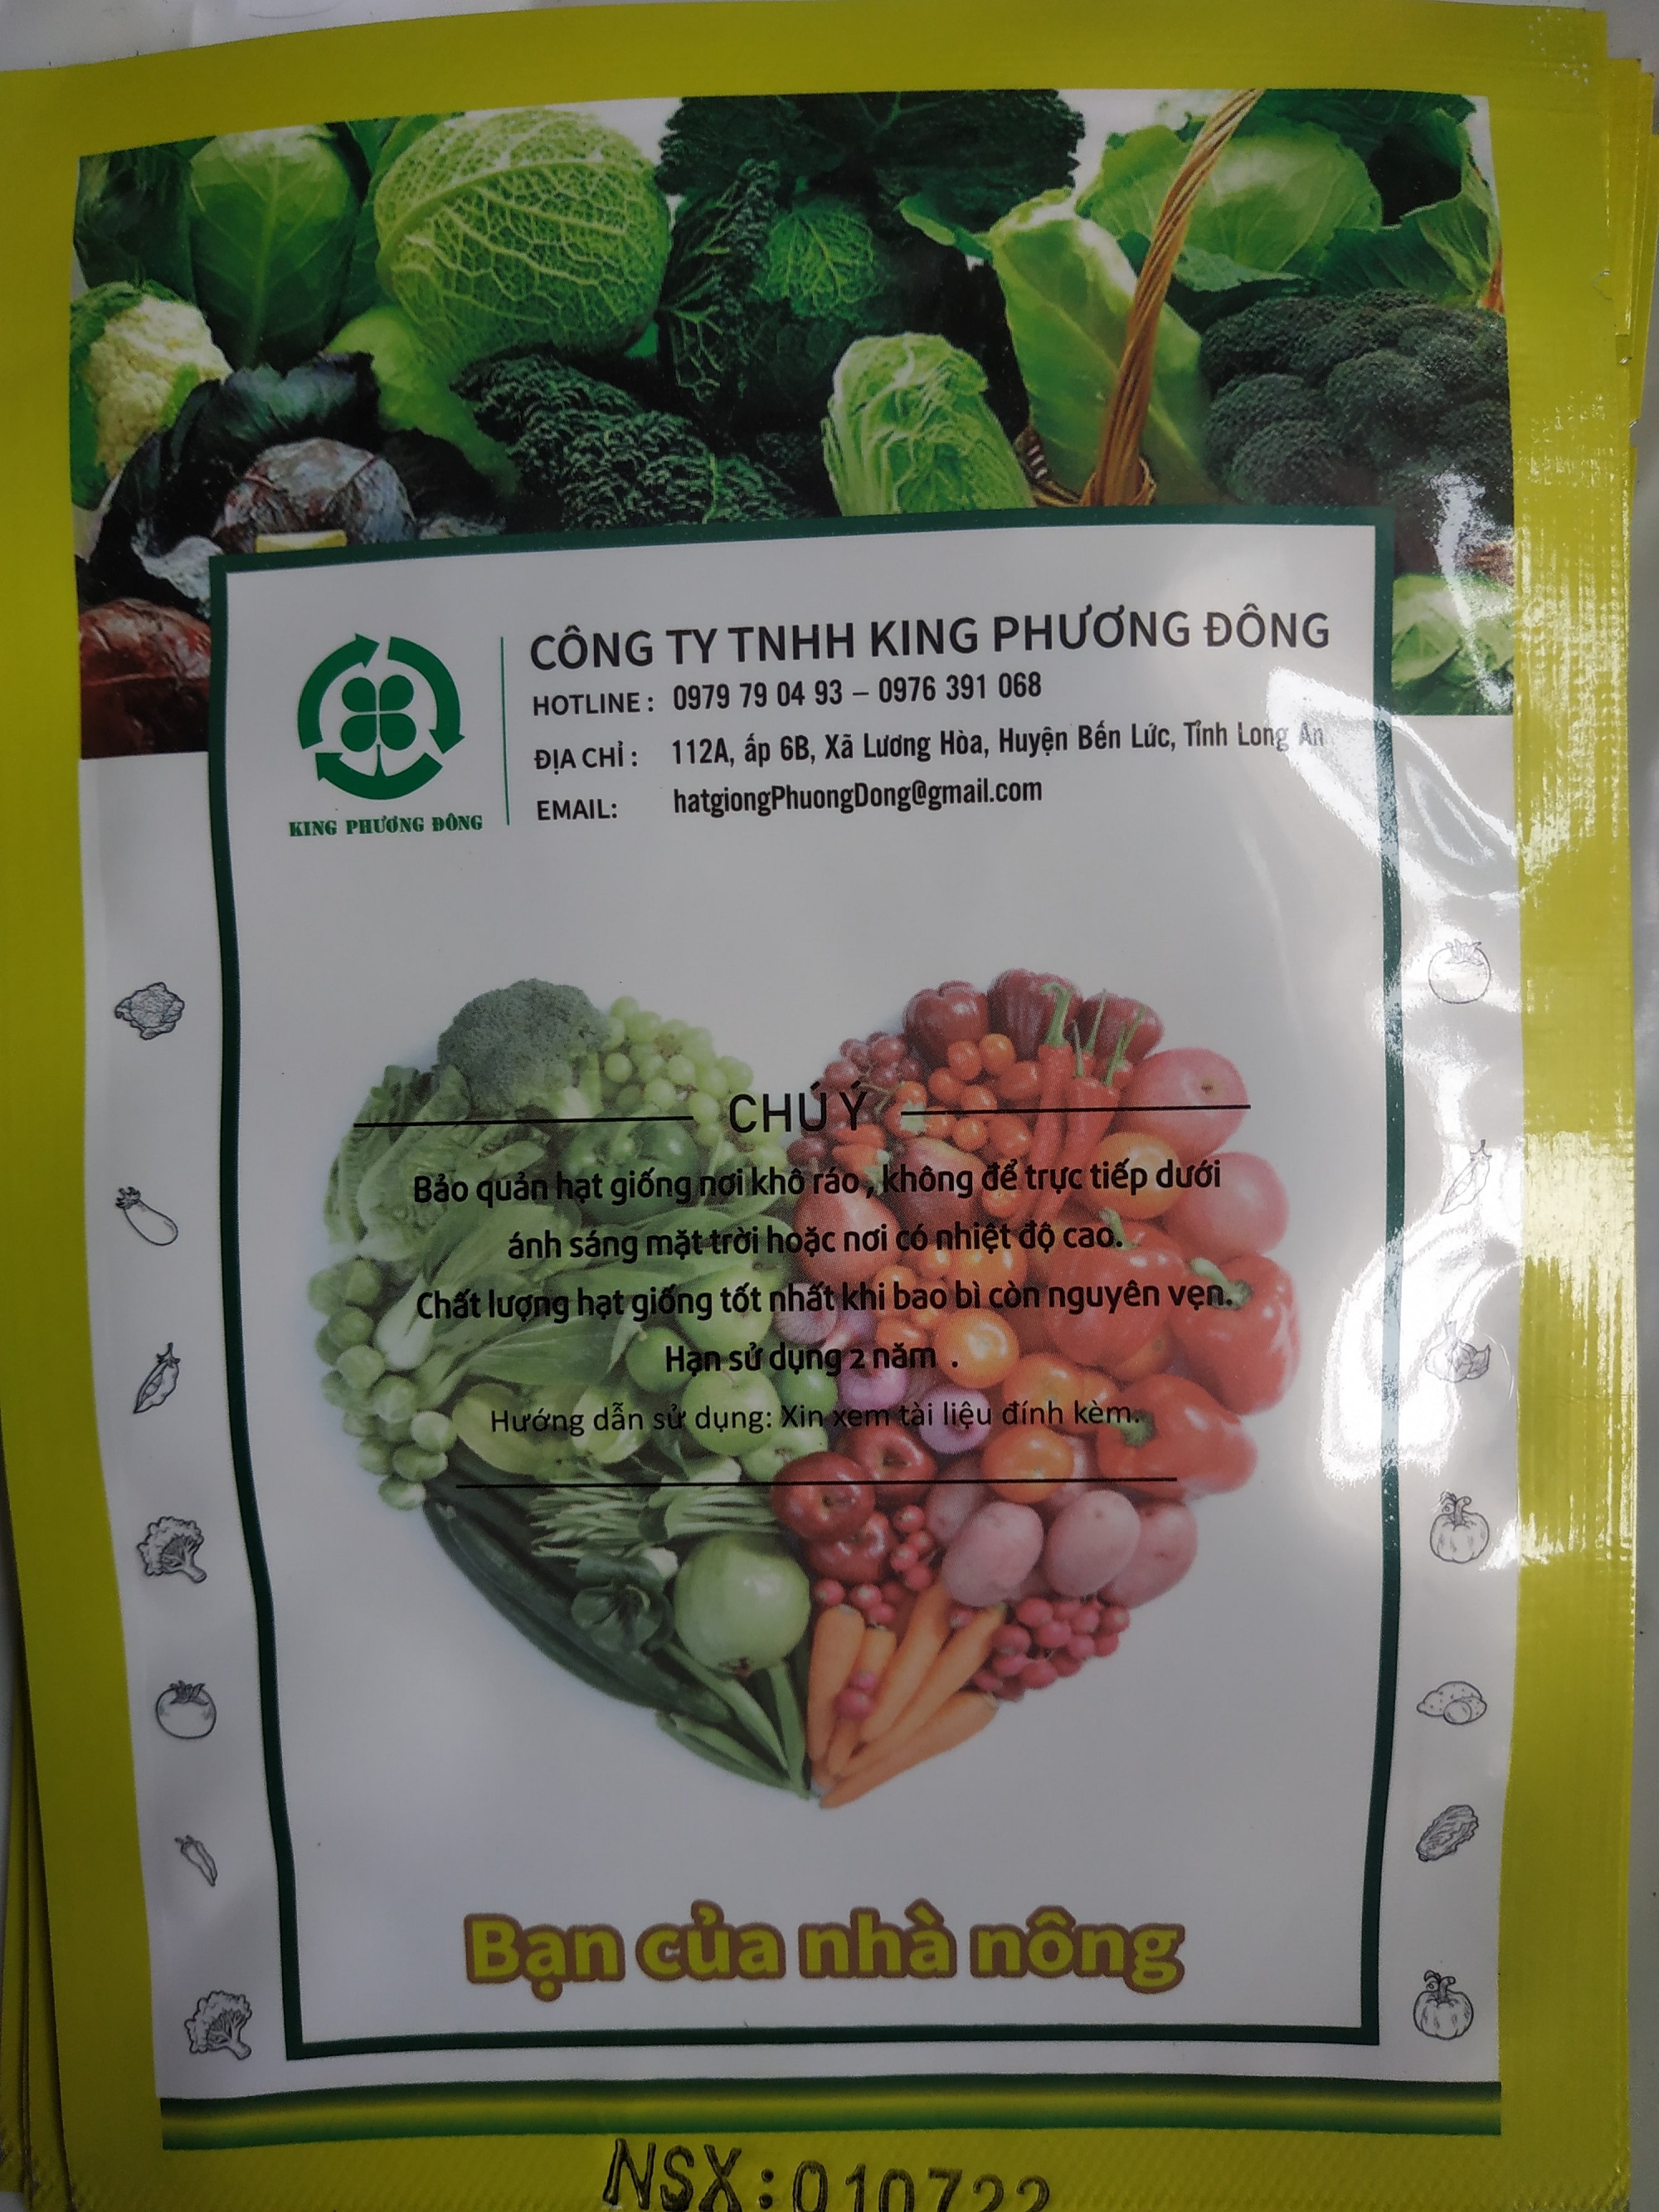 CÔNG TY TNHH KING PHƯƠNG ĐÔNG
HOTLINE : 0979 79 04 93 – 0976 391 068
ĐỊA CHỈ : 112A, ấp 6B, Xã Lương Hòa, Huyện Bến Lức, Tỉnh Long An
EMAIL: hatgiongPhuongDong@gmail.com
KING PHƯƠNG ĐÔNG
CHÚ Ý
Bảo quản hạt giống nơi khô ráo , không để trực tiếp dưới
ánh sáng mặt trời hoặc nơi có nhiệt độ cao.
Chất lượng hạt giống tốt nhất khi bao bì còn nguyên vẹn.
Hạn sử dụng 2 năm .
Hướng dẫn sử dụng: Xin xem tài liệu đính kèm.
Bạn của nhà nông
NSX: 010722